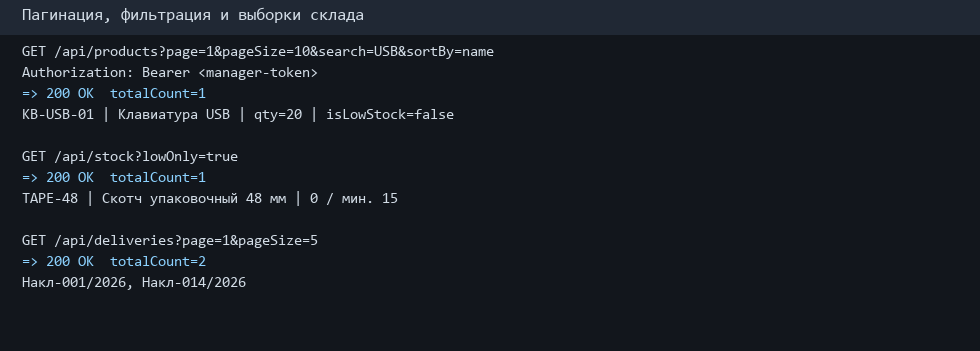 Пагинация, фильтрация и выборки склада
GET /api/products?page=1&pageSize=10&search=USB&sortBy=name
Authorization: Bearer <manager-token>
=> 200 OK  totalCount=1
KB-USB-01 | Клавиатура USB | qty=20 | isLowStock=false
GET /api/stock?lowOnly=true
=> 200 OK  totalCount=1
TAPE-48 | Скотч упаковочный 48 мм | 0 / мин. 15
GET /api/deliveries?page=1&pageSize=5
=> 200 OK  totalCount=2
Накл-001/2026, Накл-014/2026